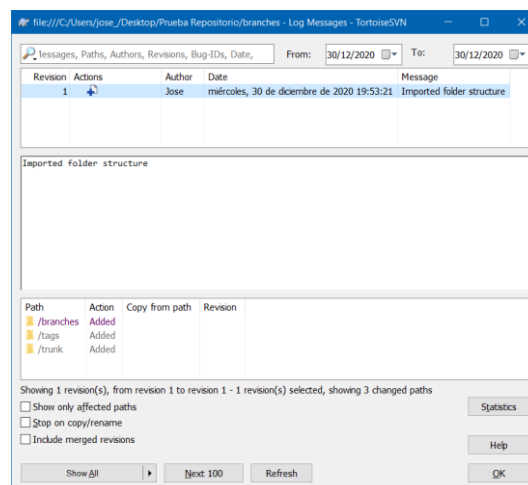 file:///C:/Users/jose_/Desktop/Prueba Repositorio/branches - Log Messages - TortoiseSVN
Messages, Paths, Authors, Revisions, Bug-IDs, Date, From: 30/12/2020 To: 30/12/2020
Revision Actions Author Date Message
1 Jose miércoles, 30 de diciembre de 2020 19:53:21 Imported folder structure
Imported folder structure
Path Action Copy from path Revision
/branches Added
/tags Added
/trunk Added
Showing 1 revision(s), from revision 1 to revision 1 - 1 revision(s) selected, showing 3 changed paths
Show only affected paths Statistics
Stop on copy/rename
Include merged revisions
Help
Show All Next 100 Refresh OK